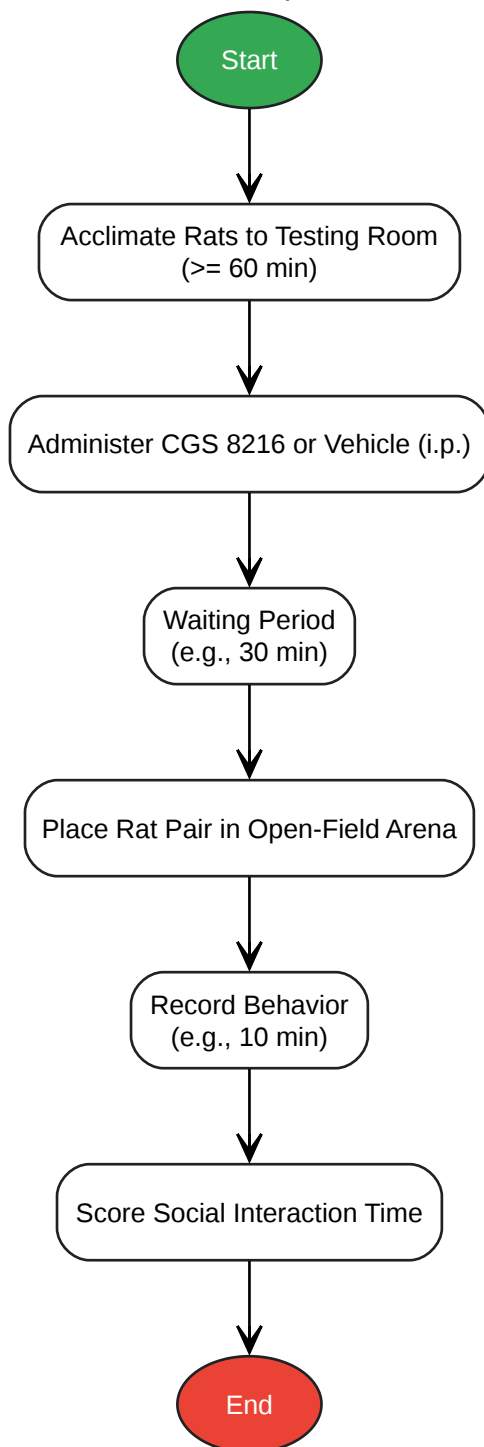 Start
Acclimate Rats to Testing Room
(>= 60 min)
Administer CGS 8216 or Vehicle (i.p.)
Waiting Period
(e.g., 30 min)
Place Rat Pair in Open-Field Arena
Record Behavior
(e.g., 10 min)
Score Social Interaction Time
End